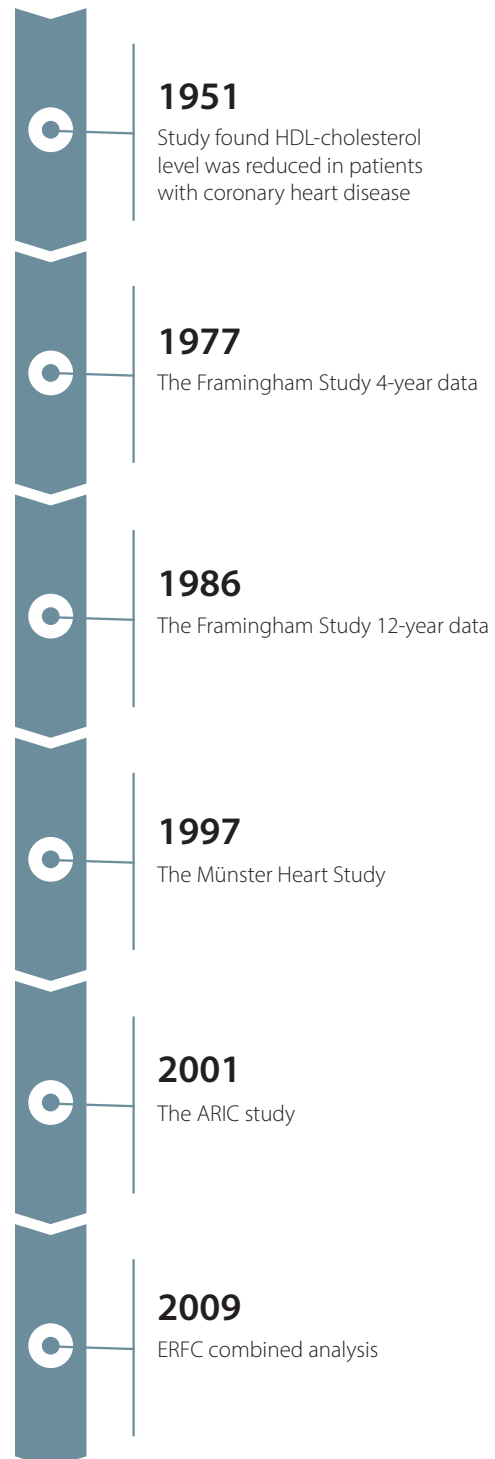 1951
Study found HDL-cholesterol
level was reduced in patients
with coronary heart disease
1977
The Framingham Study 4-year data
1986
The Framingham Study 12-year data
1997
The Münster Heart Study
2001
The ARIC study
2009
ERFC combined analysis